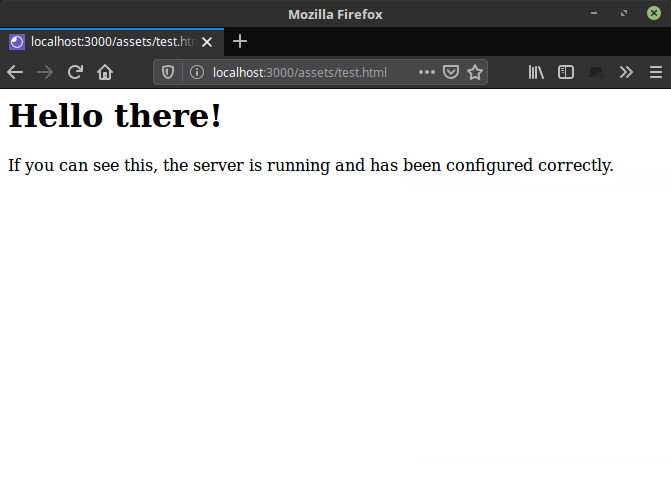 Mozilla Firefox
localhost:3000/assets/test.ht
localhost:3000/assets/test.html
Hello there!
If you can see this, the server is running and has been configured correctly.